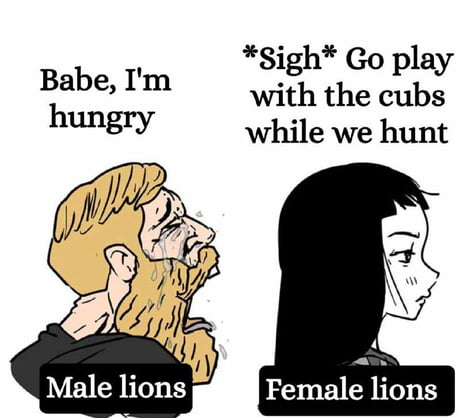 Babe, I'm
hungry
*Sigh* Go play
with the cubs
while we hunt
Male lions
Female lions